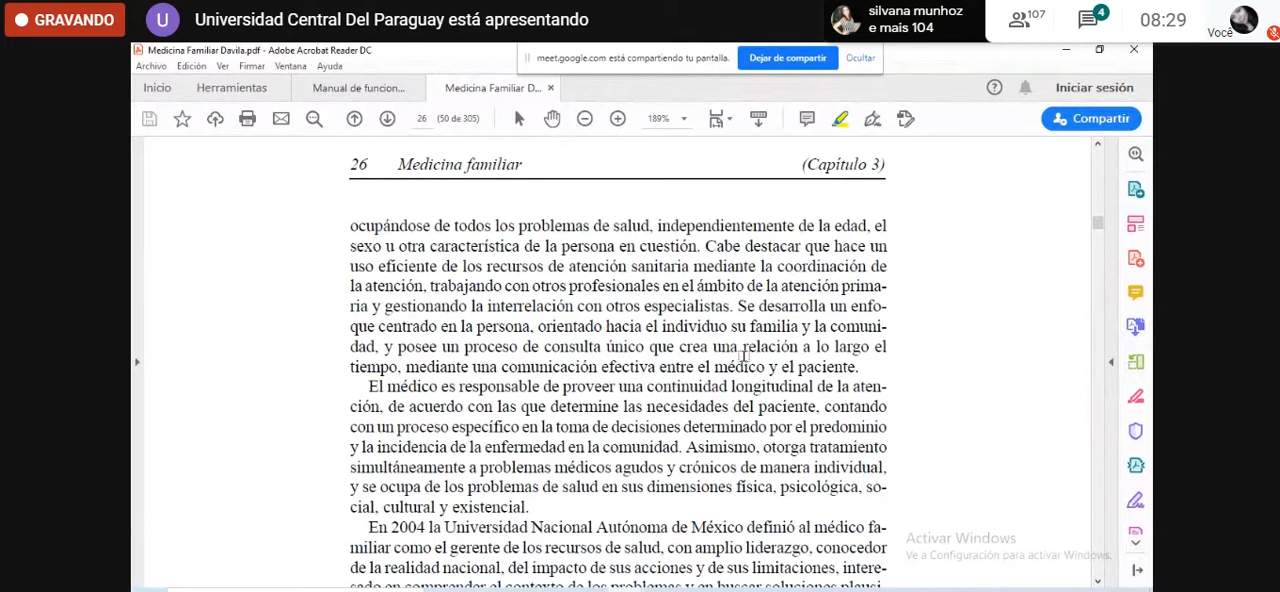 GRAVANDO
U
Universidad Central Del Paraguay está apresentando
silvana munhoz
e mais 104
107
4
08:29
Você
Medicina Familiar Davila.pdf - Adobe Acrobat Reader DC
meet.google.com está compartiendo tu pantalla.
Dejar de compartir
Ocultar
Archivo Edición Ver Firmar Ventana Ayuda
Inicio
Herramientas
Manual de funcion...
Medicina Familiar D... ×
Iniciar sesión
26 (50 de 305)
189%
Compartir
26 Medicina familiar (Capítulo 3)
ocupándose de todos los problemas de salud, independientemente de la edad, el
sexo u otra característica de la persona en cuestión. Cabe destacar que hace un
uso eficiente de los recursos de atención sanitaria mediante la coordinación de
la atención, trabajando con otros profesionales en el ámbito de la atención prima-
ria y gestionando la interrelación con otros especialistas. Se desarrolla un enfo-
que centrado en la persona, orientado hacia el individuo su familia y la comuni-
dad, y posee un proceso de consulta único que crea una relación a lo largo el
tiempo, mediante una comunicación efectiva entre el médico y el paciente.
El médico es responsable de proveer una continuidad longitudinal de la aten-
ción, de acuerdo con las que determine las necesidades del paciente, contando
con un proceso específico en la toma de decisiones determinado por el predominio
y la incidencia de la enfermedad en la comunidad. Asimismo, otorga tratamiento
simultáneamente a problemas médicos agudos y crónicos de manera individual,
y se ocupa de los problemas de salud en sus dimensiones física, psicológica, so-
cial, cultural y existencial.
En 2004 la Universidad Nacional Autónoma de México definió al médico fa-
miliar como el gerente de los recursos de salud, con amplio liderazgo, conocedor
de la realidad nacional, del impacto de sus acciones y de sus limitaciones, intere-
sado en comprender el contexto de los problemas y en buscar soluciones plausi-
Activar Windows
Ve a Configuración para activar Windows.